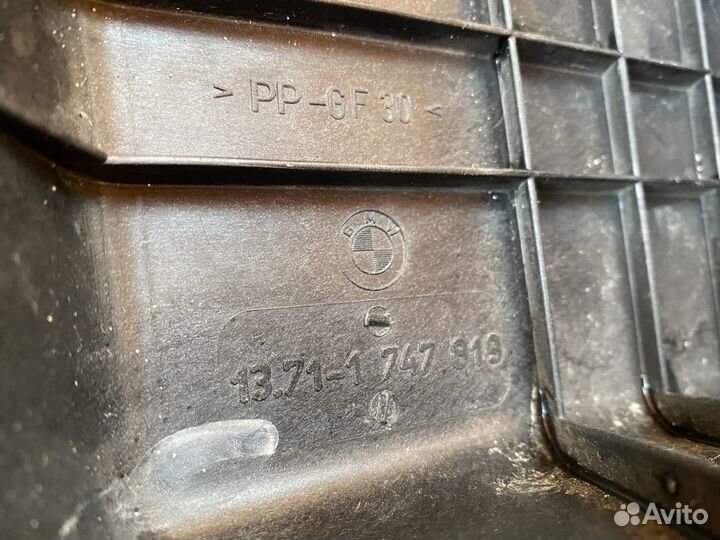 > PP-GF 30 <
BMW
13.71-1 747 819
Avito